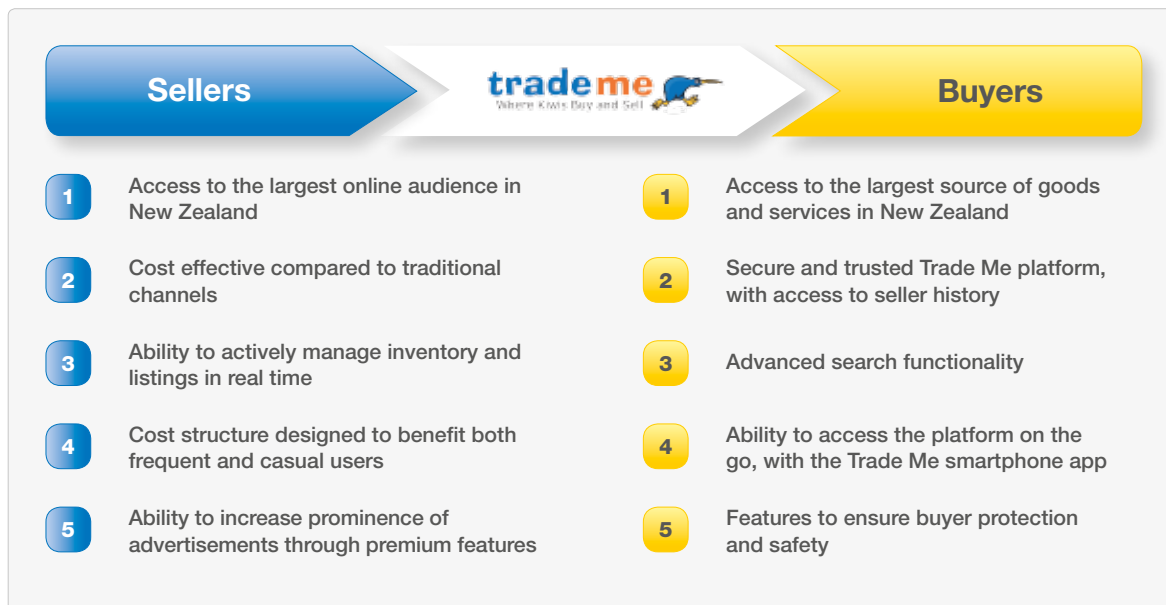 Sellers
trademe
Where Kiwis Buy and Sell
Buyers
1
Access to the largest online audience in
New Zealand
2
Cost effective compared to traditional
channels
3
Ability to actively manage inventory and
listings in real time
4
Cost structure designed to benefit both
frequent and casual users
5
Ability to increase prominence of
advertisements through premium features
1
Access to the largest source of goods
and services in New Zealand
2
Secure and trusted Trade Me platform,
with access to seller history
3
Advanced search functionality
4
Ability to access the platform on the
go, with the Trade Me smartphone app
5
Features to ensure buyer protection
and safety